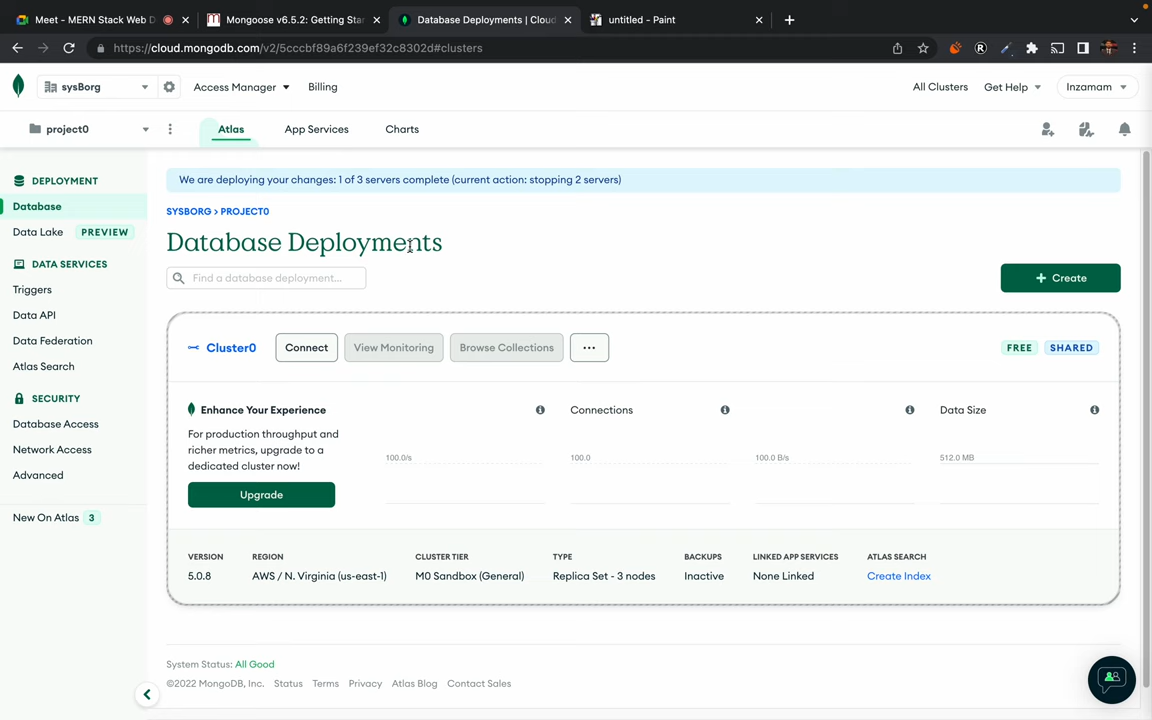 Meet - MERN Stack Web D
Mongoose v6.5.2: Getting Star
Database Deployments | Cloud
untitled - Paint
https://cloud.mongodb.com/v2/5cccbf89a6f239ef32c8302d#clusters
sysBorg
Access Manager
Billing
All Clusters
Get Help
Inzamam
project0
Atlas
App Services
Charts
DEPLOYMENT
Database
Data Lake PREVIEW
DATA SERVICES
Triggers
Data API
Data Federation
Atlas Search
SECURITY
Database Access
Network Access
Advanced
New On Atlas 3
We are deploying your changes: 1 of 3 servers complete (current action: stopping 2 servers)
SYSBORG > PROJECT0
Database Deployments
Find a database deployment...
+ Create
Cluster0
Connect
View Monitoring
Browse Collections
...
FREE
SHARED
Enhance Your Experience
For production throughput and
richer metrics, upgrade to a
dedicated cluster now!
Upgrade
100.0/s
Connections
100.0
100.0 B/s
Data Size
512.0 MB
VERSION
5.0.8
REGION
AWS / N. Virginia (us-east-1)
CLUSTER TIER
M0 Sandbox (General)
TYPE
Replica Set - 3 nodes
BACKUPS
Inactive
LINKED APP SERVICES
None Linked
ATLAS SEARCH
Create Index
System Status: All Good
©2022 MongoDB, Inc. Status Terms Privacy Atlas Blog Contact Sales